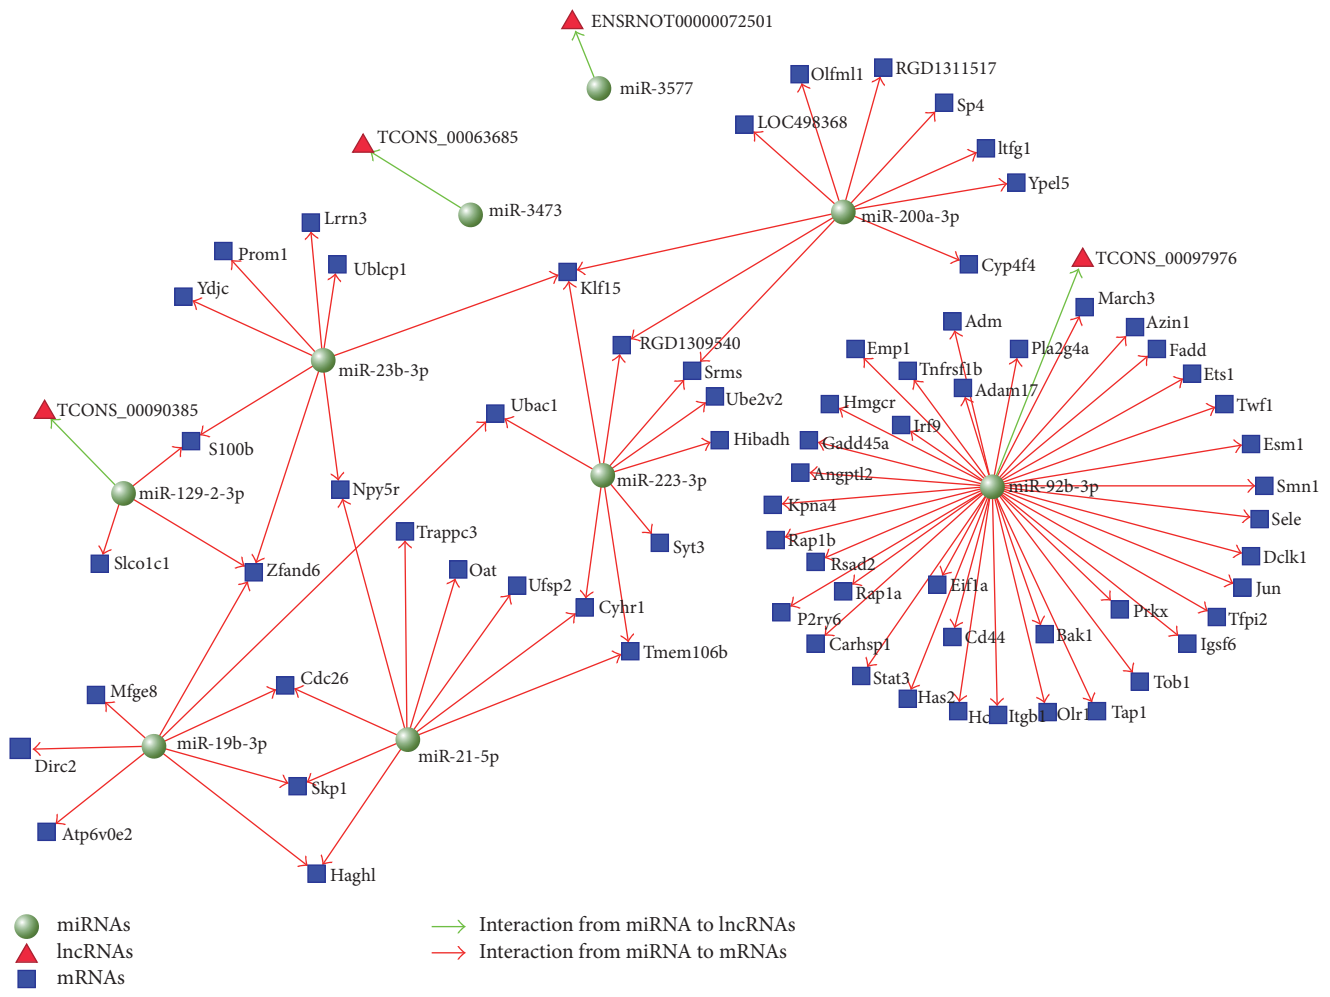 ENSRNOT00000072501
miR-3577
Olfml1
RGD1311517
Sp4
LOC498368
ltfg1
Ypel5
TCONS_00063685
miR-3473
miR-200a-3p
Lrrn3
Prom1
Ublcp1
Ydjc
Klf15
Cyp4f4
TCONS_00097976
March3
Adm
Azin1
Emp1
Pla2g4a
Fadd
RGD1309540
Tnfrsf1b
Srms
miR-23b-3p
Ets1
Adam17
Ube2v2
Hmgcr
Twf1
TCONS_00090385
Ubac1
Irf9
S100b
Hibadh
Gadd45a
Esm1
Angptl2
miR-129-2-3p
Npy5r
miR-223-3p
miR-92b-3p
Smn1
Kpna4
Sele
Trappc3
Syt3
Rap1b
Slco1c1
Zfand6
Oat
Rsad2
Dclk1
Ufsp2
Rap1a
Eif1a
Jun
Cyhr1
P2ry6
Prkx
Tfpi2
Carhsp1
Cd44
Bak1
Igsf6
Tmem106b
Cdc26
Stat3
Tob1
Mfge8
Has2
Hc
Itgb1
Olr1
Tap1
miR-19b-3p
miR-21-5p
Dirc2
Skp1
Atp6v0e2
Haghl
miRNAs
lncRNAs
mRNAs
Interaction from miRNA to lncRNAs
Interaction from miRNA to mRNAs